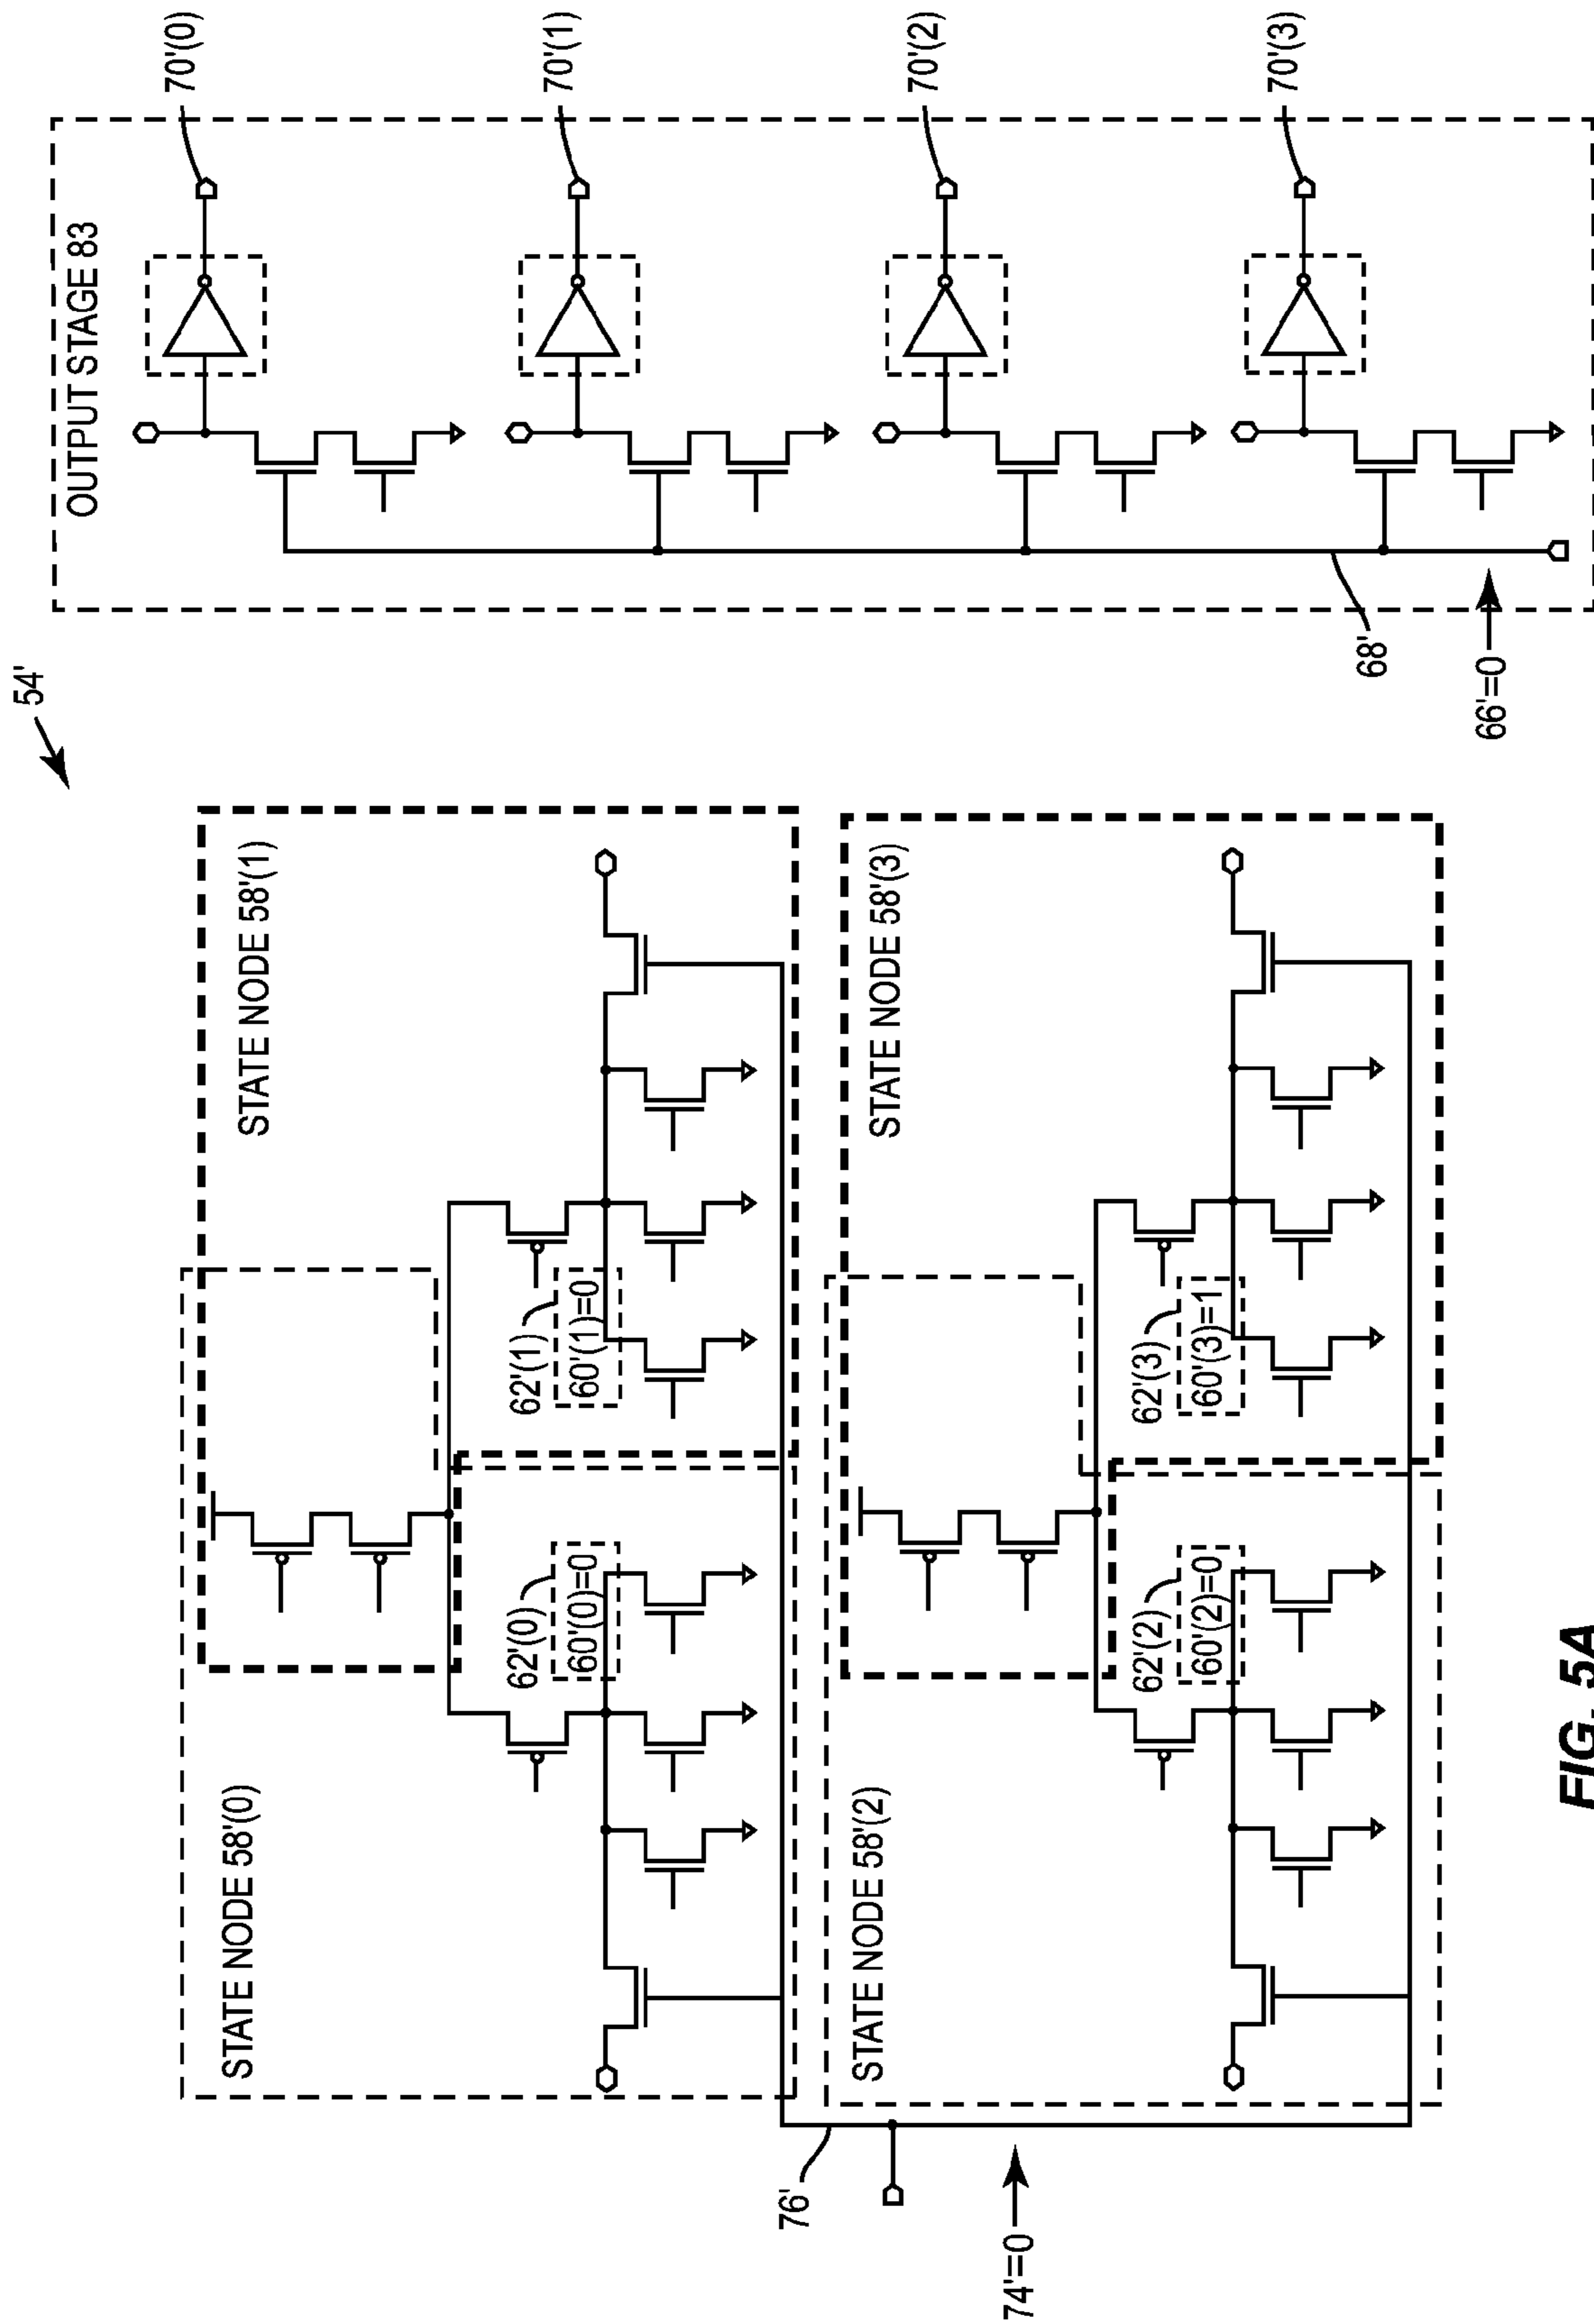 54'
STATE NODE 58'(0)
STATE NODE 58'(1)
62'(0)
60'(0)=0
62'(1)
60'(1)=0
76'
STATE NODE 58'(2)
STATE NODE 58'(3)
62'(2)
60'(2)=0
62'(3)
60'(3)=1
74'=0
OUTPUT STAGE 83
70'(0)
70'(1)
70'(2)
70'(3)
68'
66'=0
FIG. 5A